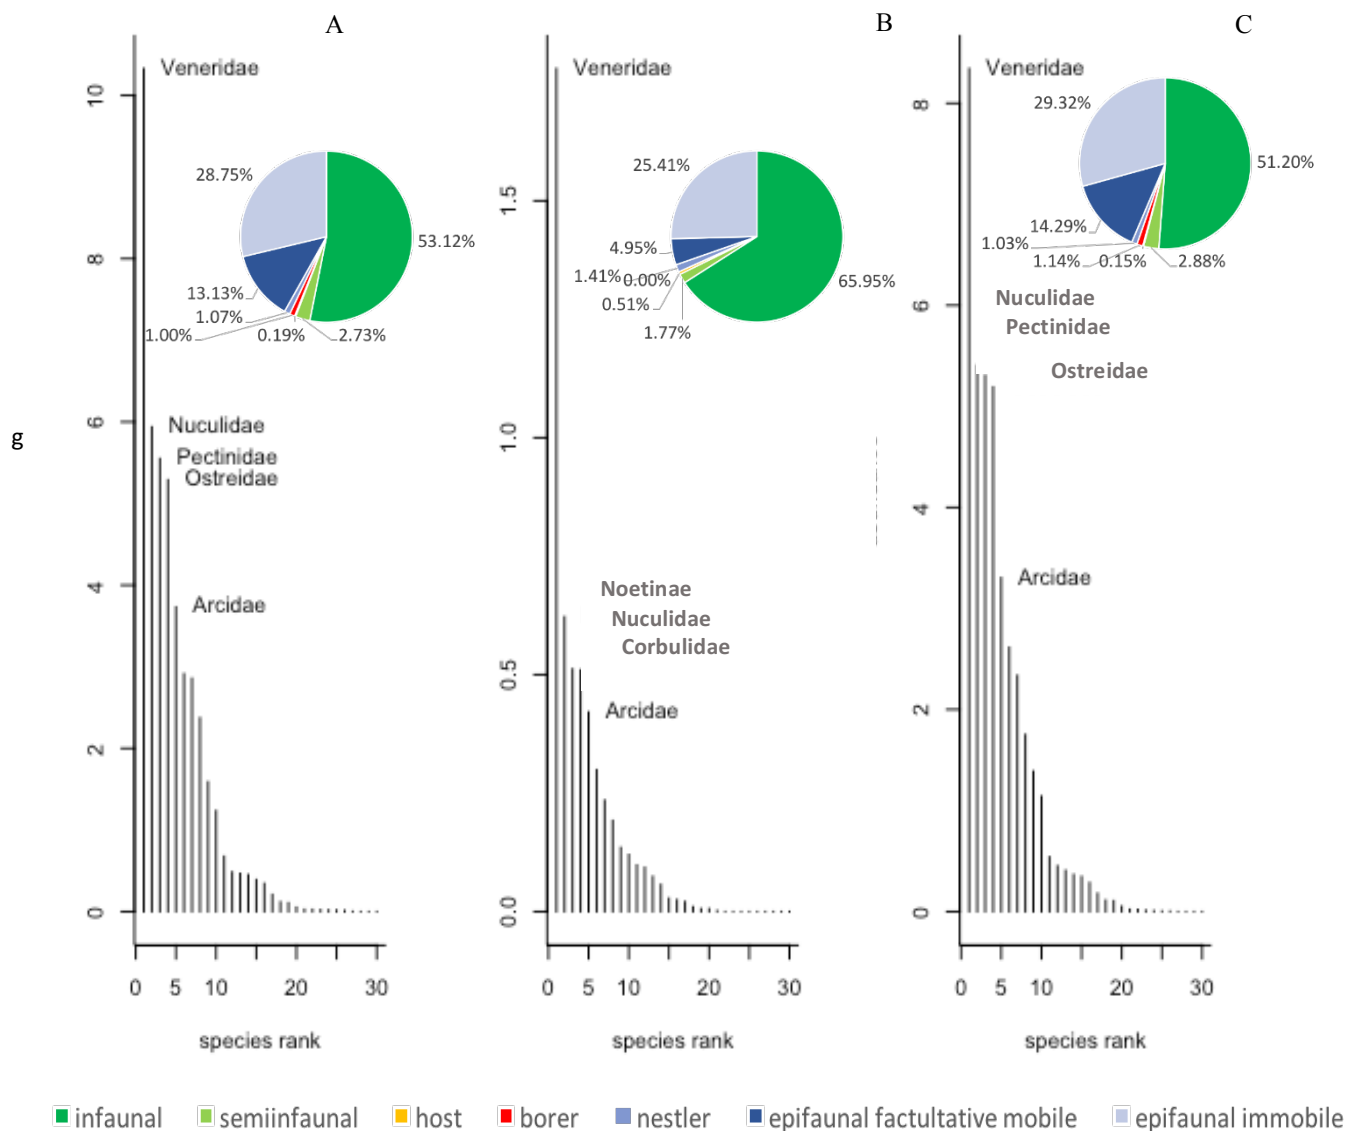 A
B
C
Veneridae
Veneridae
Veneridae
10
8
6
4
2
0
g
28.75%
53.12%
13.13%
1.07%
1.00%
0.19%
2.73%
Nuculidae
Pectinidae
Ostreidae
Arcidae
0 5 10 20 30
species rank
1.5
1.0
0.5
0.0
25.41%
4.95%
1.41%
0.00%
0.51%
65.95%
1.77%
Noetinae
Nuculidae
Corbulidae
Arcidae
0 5 10 20 30
species rank
8
6
4
2
0
29.32%
51.20%
14.29%
1.03%
1.14%
0.15%
2.88%
Nuculidae
Pectinidae
Ostreidae
Arcidae
0 5 10 20 30
species rank
infaunal semiinfaunal host borer nestler epifaunal factultative mobile epifaunal immobile